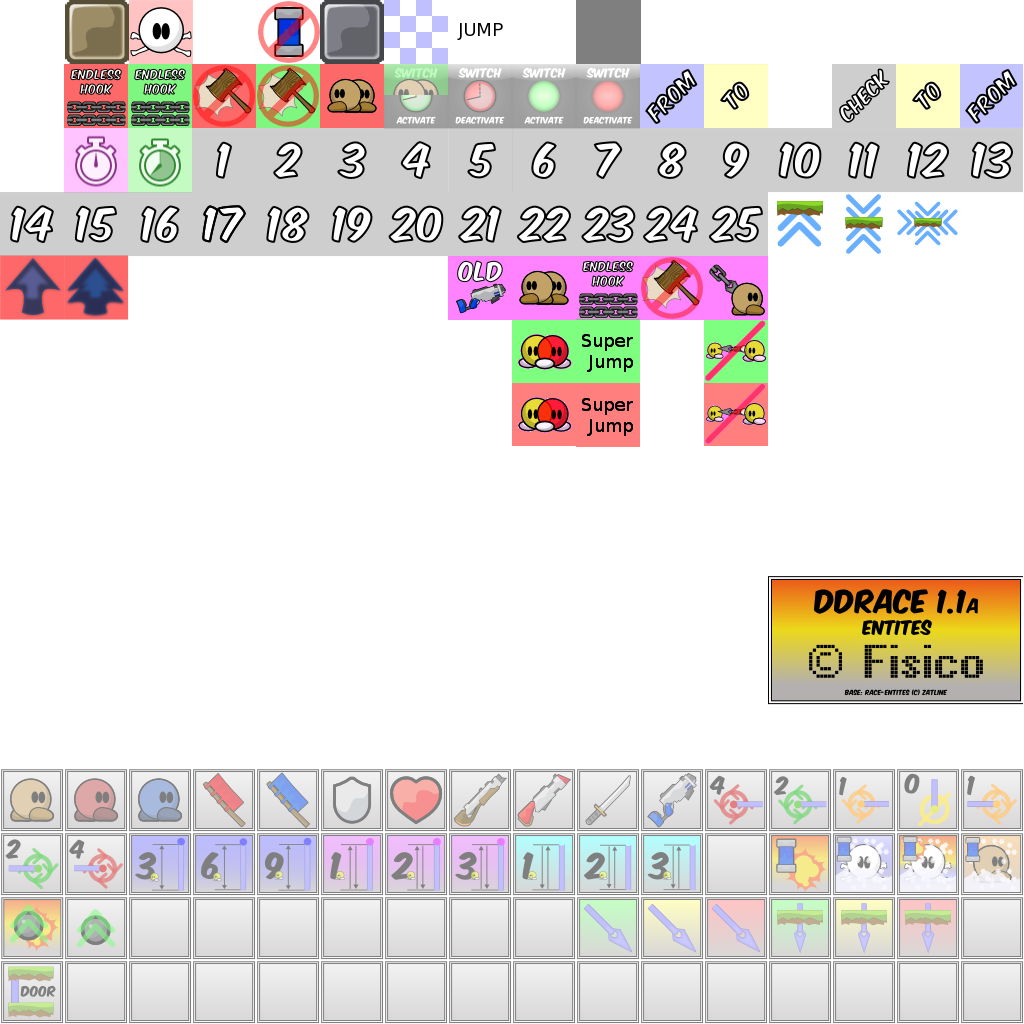 JUMP
ENDLESS HOOK
ENDLESS HOOK
SWITCH ACTIVATE
SWITCH DEACTIVATE
SWITCH ACTIVATE
SWITCH DEACTIVATE
FROM
TO
CHECK
TO
FROM
1 2 3 4 5 6 7 8 9 10 11 12 13
14 15 16 17 18 19 20 21 22 23 24 25
OLD
ENDLESS HOOK
Super
Jump
Super
Jump
DDRACE 1.1A
ENTITES
© Fisico
BASE: RACE-ENTITES (C) ZATLINE
4 2 1 0 1
2 4 3 6 9 1 2 3 1 2 3
DOOR